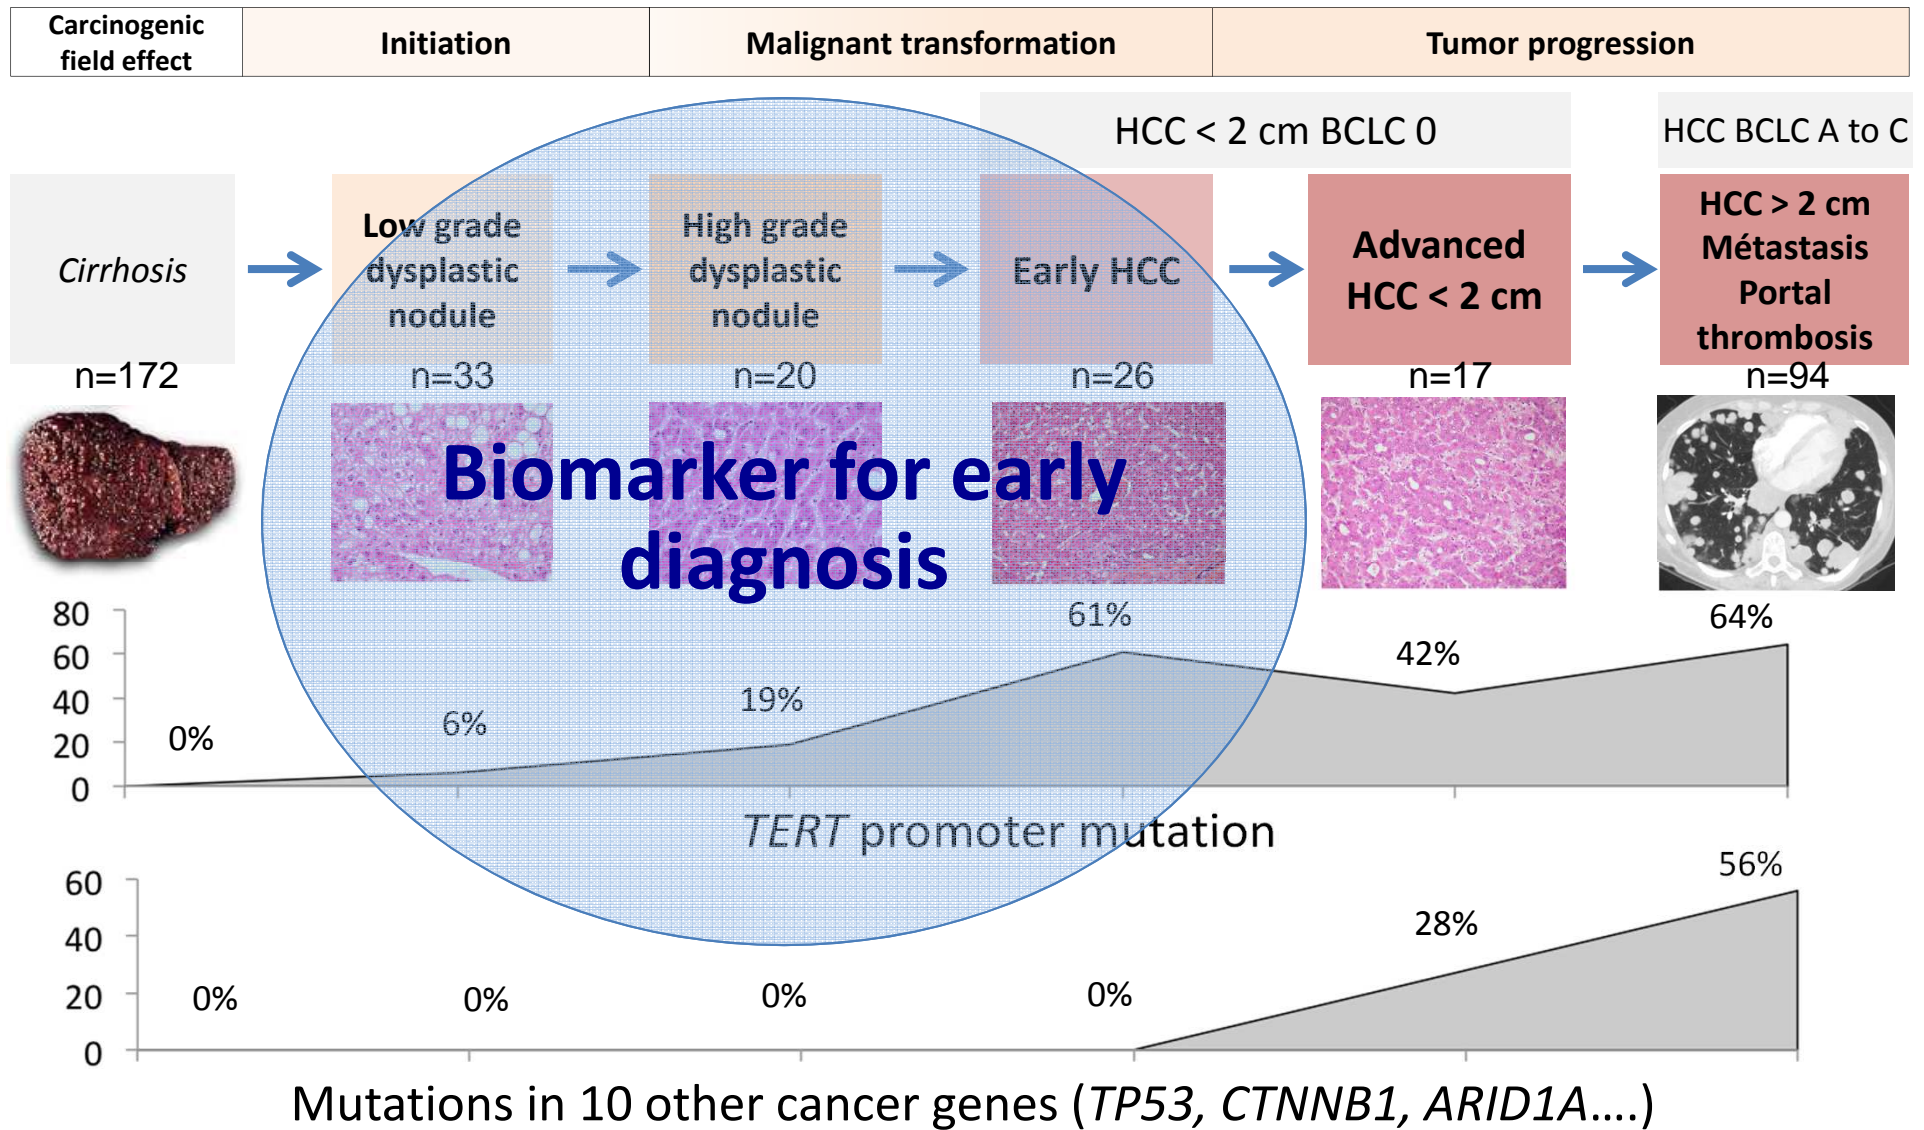 Carcinogenic
field effect
Initiation
Malignant transformation
Tumor progression
HCC < 2 cm BCLC 0
HCC BCLC A to C
Cirrhosis
Low grade
dysplastic
nodule
High grade
dysplastic
nodule
Early HCC
Advanced
HCC < 2 cm
HCC > 2 cm
Métastasis
Portal
thrombosis
n=172
n=33
n=20
n=26
n=17
n=94
Biomarker for early
diagnosis
80
60
40
20
0
0%
6%
19%
61%
42%
64%
TERT promoter mutation
60
40
20
0
0%
0%
0%
0%
28%
56%
Mutations in 10 other cancer genes (TP53, CTNNB1, ARID1A....)